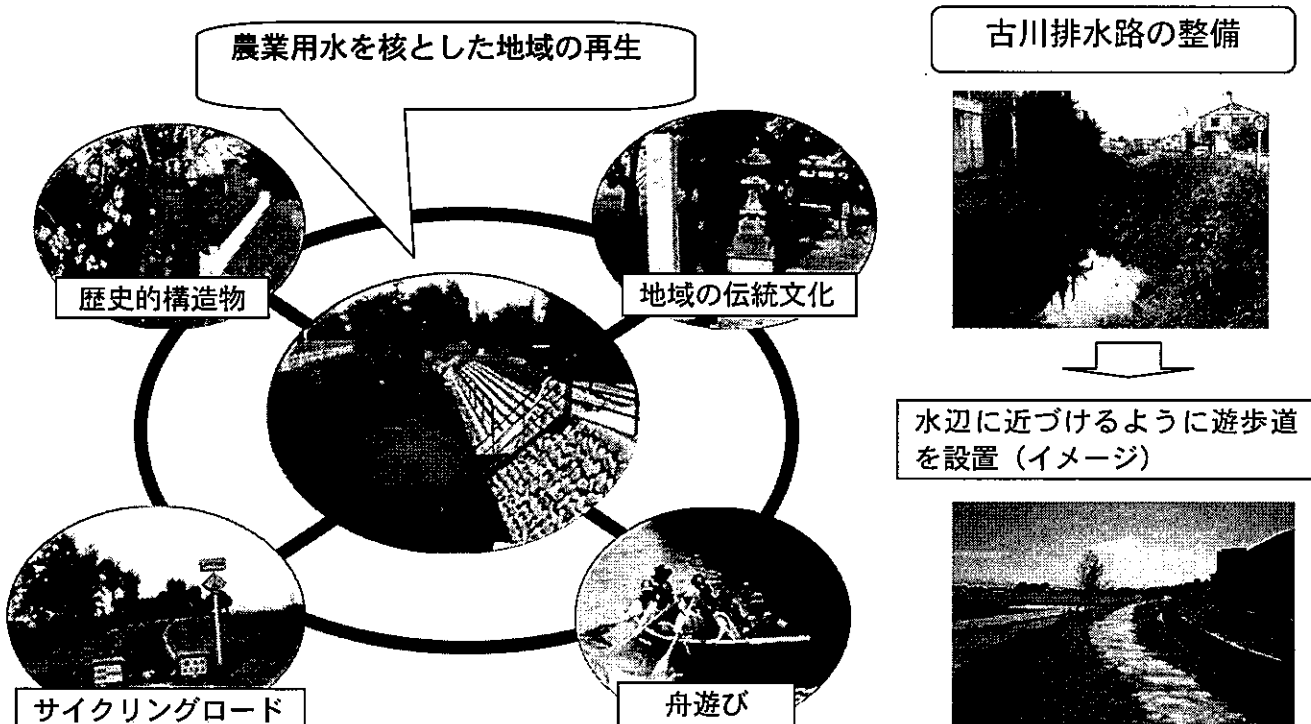 農業用水を核とした地域の再生
歴史的構造物
地域の伝統文化
サイクリングロード
舟遊び
古川排水路の整備
水辺に近づけるように遊歩道
を設置（イメージ）